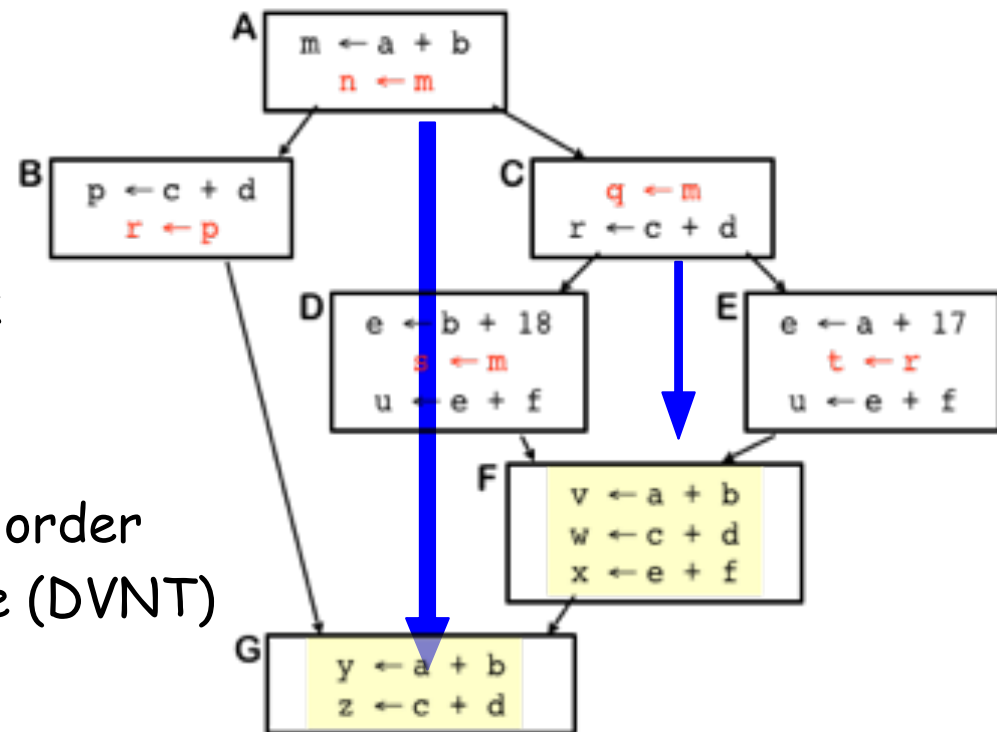 A
m ← a + b
n ← m
B
p ← c + d
r ← p
C
q ← m
r ← c + d
D
e ← b + 18
s ← m
u ← e + f
E
e ← a + 17
t ← r
u ← e + f
order
(DVNT)
F
v ← a + b
w ← c + d
x ← e + f
G
y ← a + b
z ← c + d